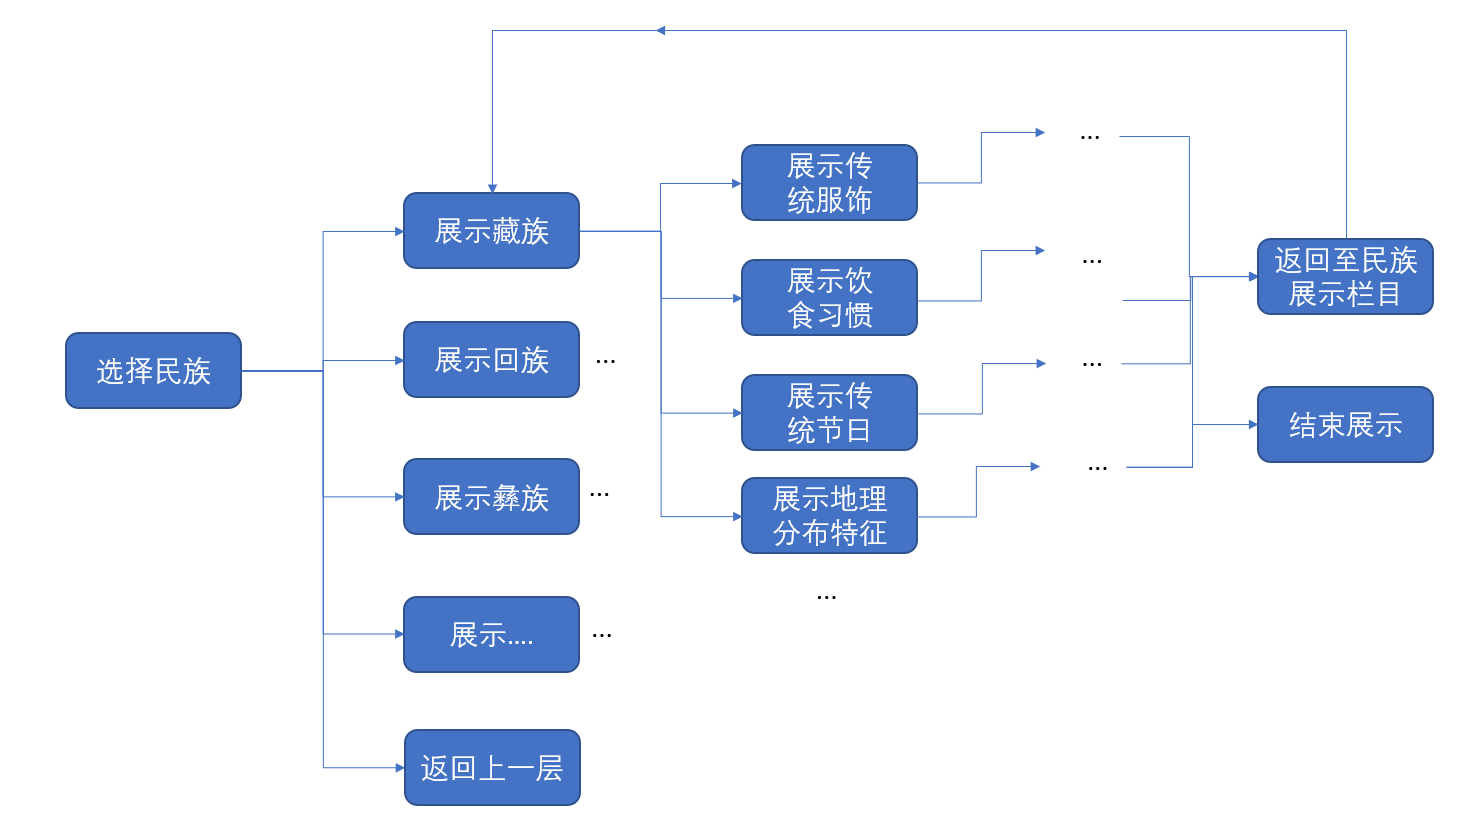 选择民族
展示藏族
展示回族
...
展示彝族
...
展示....
...
返回上一层
展示传
统服饰
...
展示饮
食习惯
...
展示传
统节日
...
展示地理
分布特征
...
...
返回至民族
展示栏目
结束展示